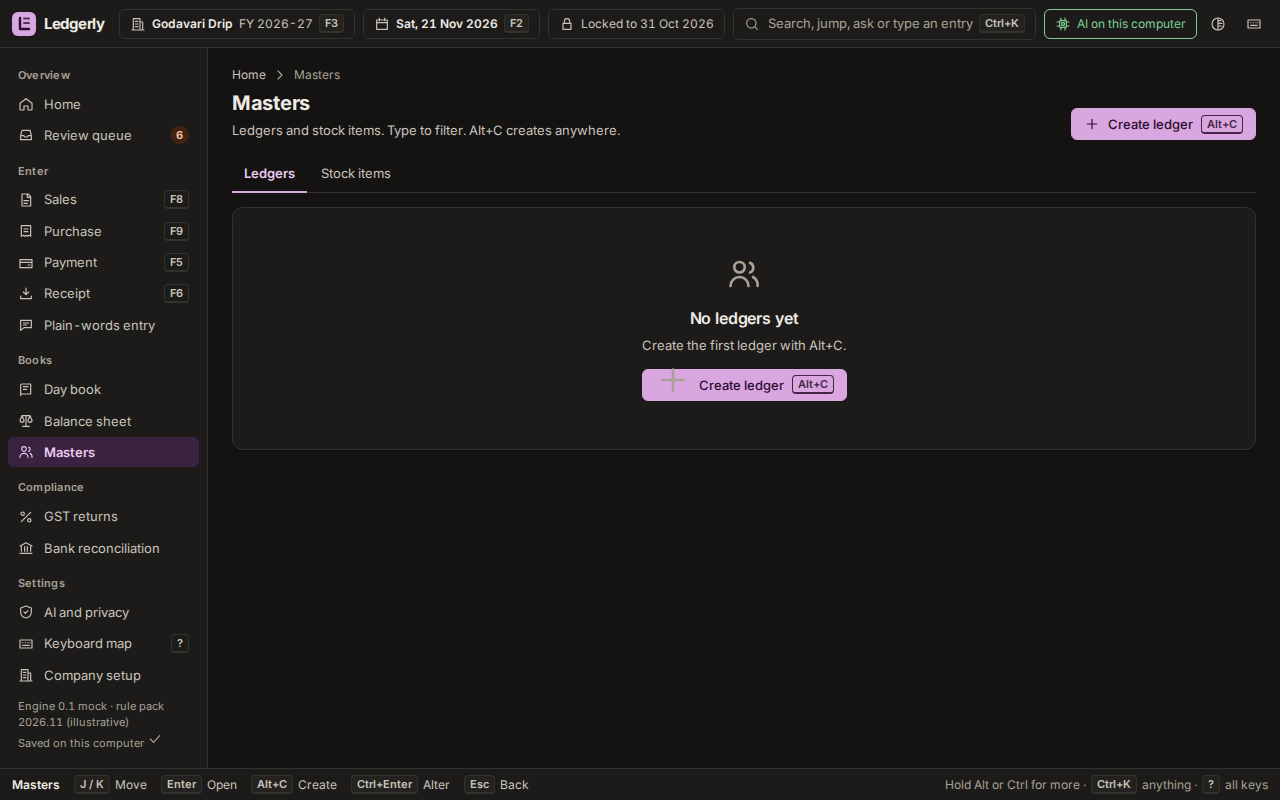 Ledgerly
Godavari Drip FY 2026-27 F3
Sat, 21 Nov 2026 F2
Locked to 31 Oct 2026
Search, jump, ask or type an entry Ctrl+K
AI on this computer
Overview
Home
Review queue 6
Enter
Sales F8
Purchase F9
Payment F5
Receipt F6
Plain-words entry
Books
Day book
Balance sheet
Masters
Compliance
GST returns
Bank reconciliation
Settings
AI and privacy
Keyboard map ?
Company setup
Engine 0.1 mock · rule pack
2026.11 (illustrative)
Saved on this computer
Home > Masters
Masters
Ledgers and stock items. Type to filter. Alt+C creates anywhere.
+ Create ledger Alt+C
Ledgers Stock items
No ledgers yet
Create the first ledger with Alt+C.
+ Create ledger Alt+C
Masters J / K Move Enter Open Alt+C Create Ctrl+Enter Alter Esc Back
Hold Alt or Ctrl for more · Ctrl+K anything · ? all keys